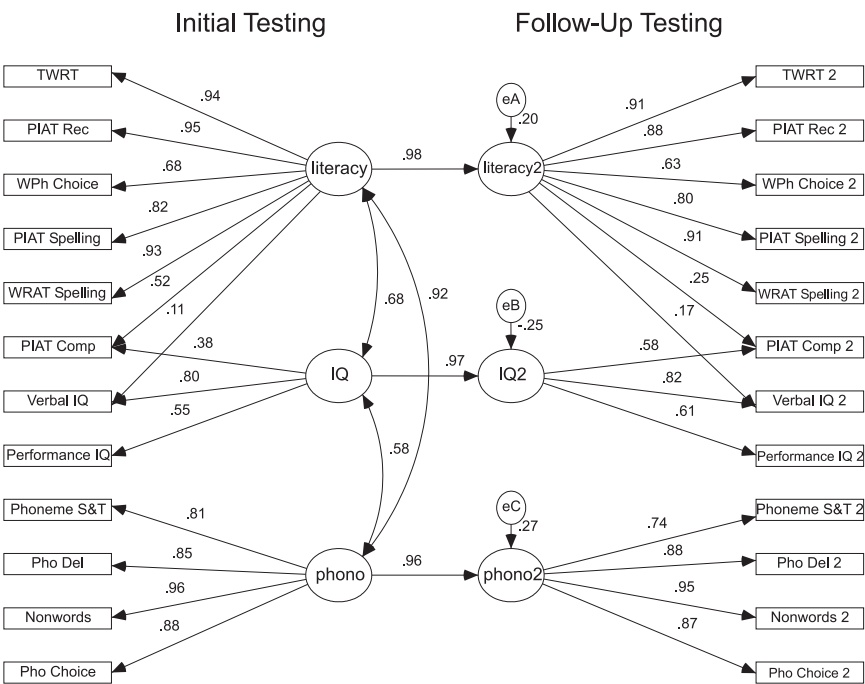 Initial Testing
Follow-Up Testing
TWRT
PIAT Rec
WPh Choice
PIAT Spelling
WRAT Spelling
PIAT Comp
Verbal IQ
Performance IQ
Phoneme S&T
Pho Del
Nonwords
Pho Choice
.94
.95
.68
.82
.93
.52
.11
.38
.80
.55
.81
.85
.96
.88
literacy
IQ
phono
.68
.92
.58
.98
.97
.96
eA
.20
literacy2
eB
-.25
IQ2
eC
.27
phono2
.91
.88
.63
.80
.91
.25
.17
.58
.82
.61
.74
.88
.95
.87
TWRT 2
PIAT Rec 2
WPh Choice 2
PIAT Spelling 2
WRAT Spelling 2
PIAT Comp 2
Verbal IQ 2
Performance IQ 2
Phoneme S&T 2
Pho Del 2
Nonwords 2
Pho Choice 2